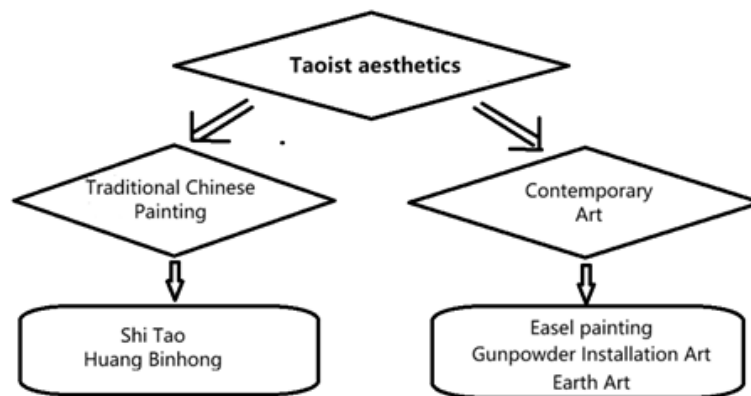 Taoist aesthetics
Traditional Chinese
Painting
Contemporary
Art
Shi Tao
Huang Binhong
Easel painting
Gunpowder Installation Art
Earth Art